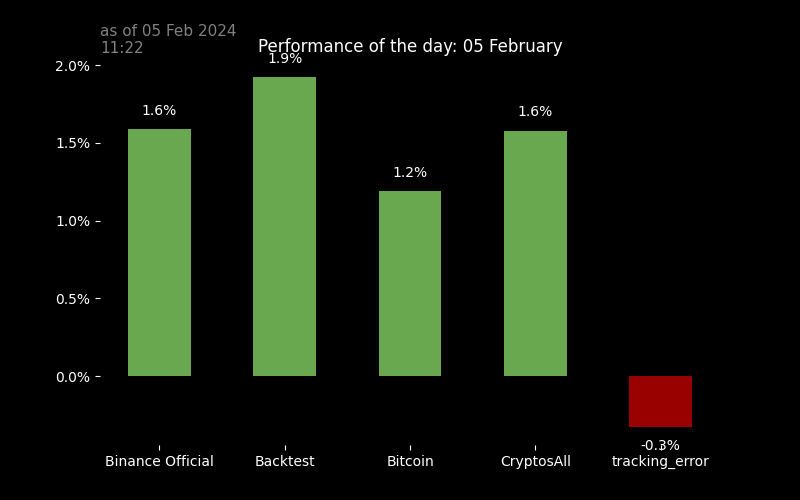 as of 05 Feb 2024
11:22
Performance of the day: 05 February
2.0%
1.5%
1.0%
0.5%
0.0%
1.6%
1.9%
1.2%
1.6%
-0.3%
Binance Official
Backtest
Bitcoin
CryptosAll
tracking_error